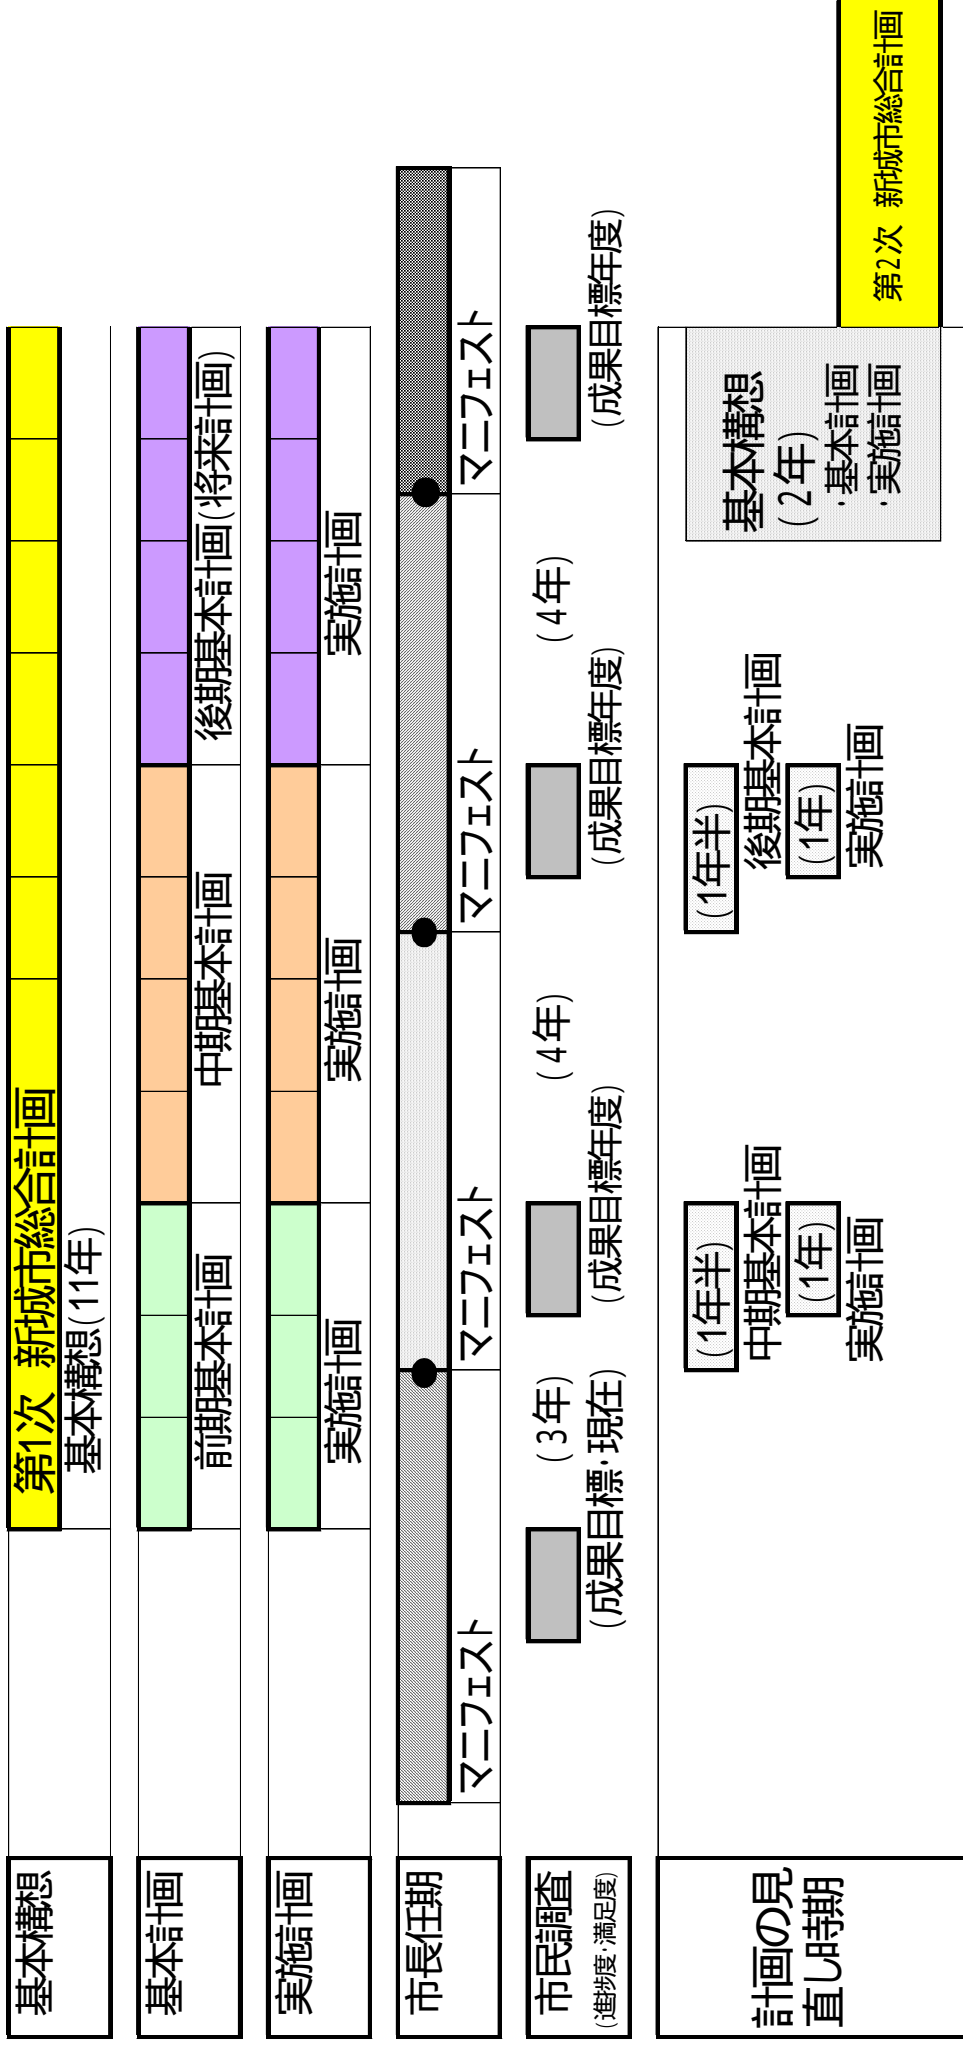 基本構想
第1次 新城市総合計画
基本構想(11年)
基本計画
前期基本計画
中期基本計画
後期基本計画(将来計画)
実施計画
実施計画
実施計画
実施計画
市長任期
マニフェスト
マニフェスト
マニフェスト
マニフェスト
市民調査
(進捗度・満足度)
(3年)
(4年)
(4年)
(成果目標・現在)
(成果目標年度)
(成果目標年度)
(成果目標年度)
計画の見
直し時期
(1年半)
中期基本計画
(1年)
実施計画
(1年半)
後期基本計画
(1年)
実施計画
基本構想
(2年)
・基本計画
・実施計画
第2次 新城市総合計画